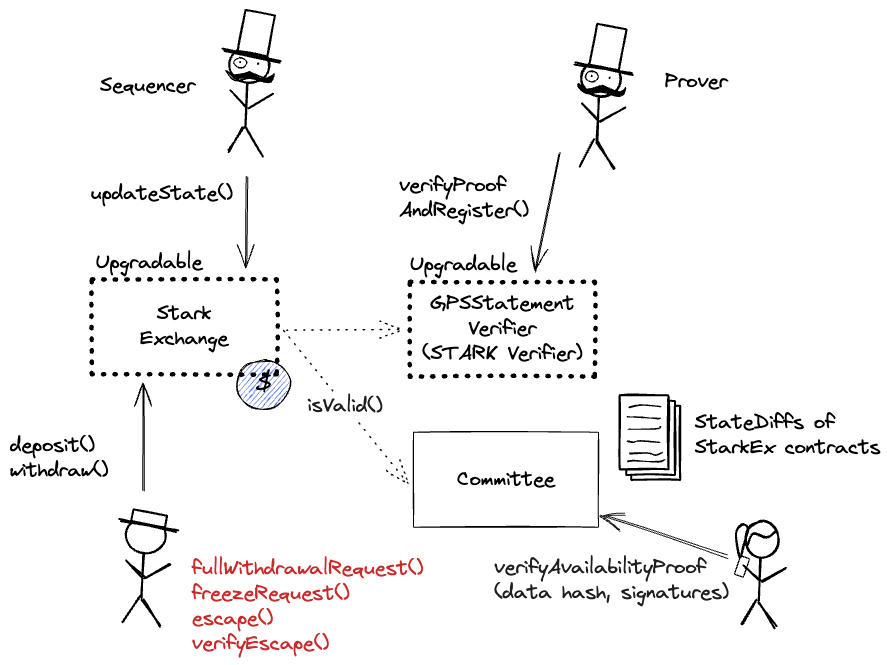 Sequencer
Prover
updateState()
verifyProof
AndRegister()
Upgradable
Upgradable
Stark
Exchange
GPSStatement
Verifier
(STARK Verifier)
$
isValid()
StateDiffs of
StarkEx contracts
deposit()
withdraw()
Committee
fullWithdrawalRequest()
freezeRequest()
escape()
verifyEscape()
verifyAvailabilityProof
(data hash, signatures)